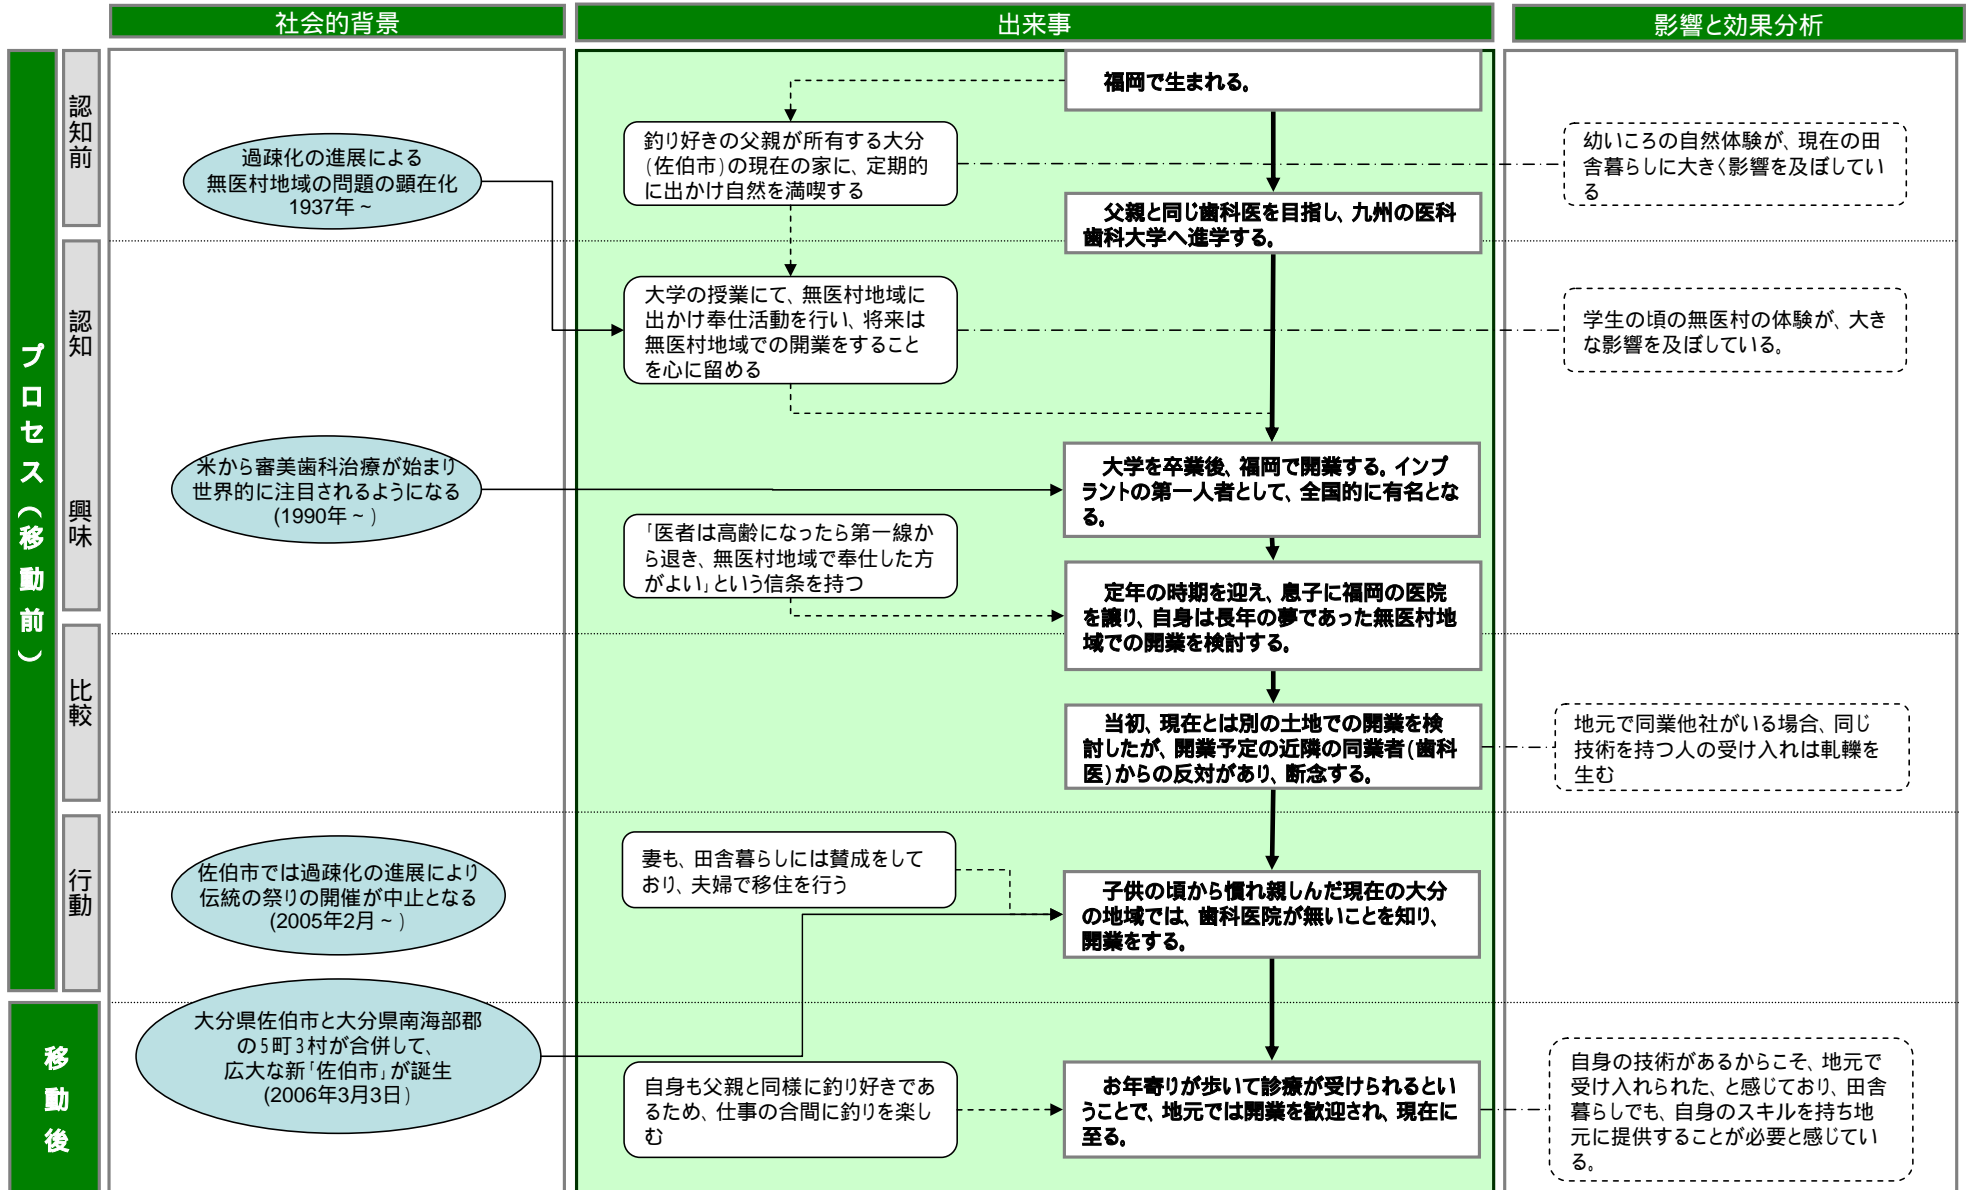 社会的背景
出来事
影響と効果分析
プロセス（移動前）
認知前
認知
興味
比較
行動
移動後
過疎化の進展による
無医村地域の問題の顕在化
1937年～
米から審美歯科治療が始まり
世界的に注目されるようになる
(1990年～)
佐伯市では過疎化の進展により
伝統の祭りの開催が中止となる
(2005年2月～)
大分県佐伯市と大分県南海部郡
の5町3村が合併して、
広大な新「佐伯市」が誕生
(2006年3月3日)
福岡で生まれる。
釣り好きの父親が所有する大分
(佐伯市)の現在の家に、定期的
に出かけ自然を満喫する
父親と同じ歯科医を目指し、九州の医科
歯科大学へ進学する。
大学の授業にて、無医村地域に
出かけ奉仕活動を行い、将来は
無医村地域での開業をすること
を心に留める
大学を卒業後、福岡で開業する。インプ
ラントの第一人者として、全国的に有名とな
る。
「医者は高齢になったら第一線か
ら退き、無医村地域で奉仕した方
がよい」という信条を持つ
定年の時期を迎え、息子に福岡の医院
を譲り、自身は長年の夢であった無医村地
域での開業を検討する。
当初、現在とは別の土地での開業を検
討したが、開業予定の近隣の同業者(歯科
医)からの反対があり、断念する。
妻も、田舎暮らしには賛成をして
おり、夫婦で移住を行う
子供の頃から慣れ親しんだ現在の大分
の地域では、歯科医院が無いことを知り、
開業をする。
自身も父親と同様に釣り好きであ
るため、仕事の合間に釣りを楽し
む
お年寄りが歩いて診療が受けられるとい
うことで、地元では開業を歓迎され、現在に
至る。
幼いころの自然体験が、現在の田
舎暮らしに大きく影響を及ぼしてい
る
学生の頃の無医村の体験が、大き
な影響を及ぼしている。
地元で同業他社がいる場合、同じ
技術を持つ人の受け入れは軋轢を
生む
自身の技術があるからこそ、地元で
受け入れられた、と感じており、田舎
暮らしでも、自身のスキルを持ち地
元に提供することが必要と感じてい
る。